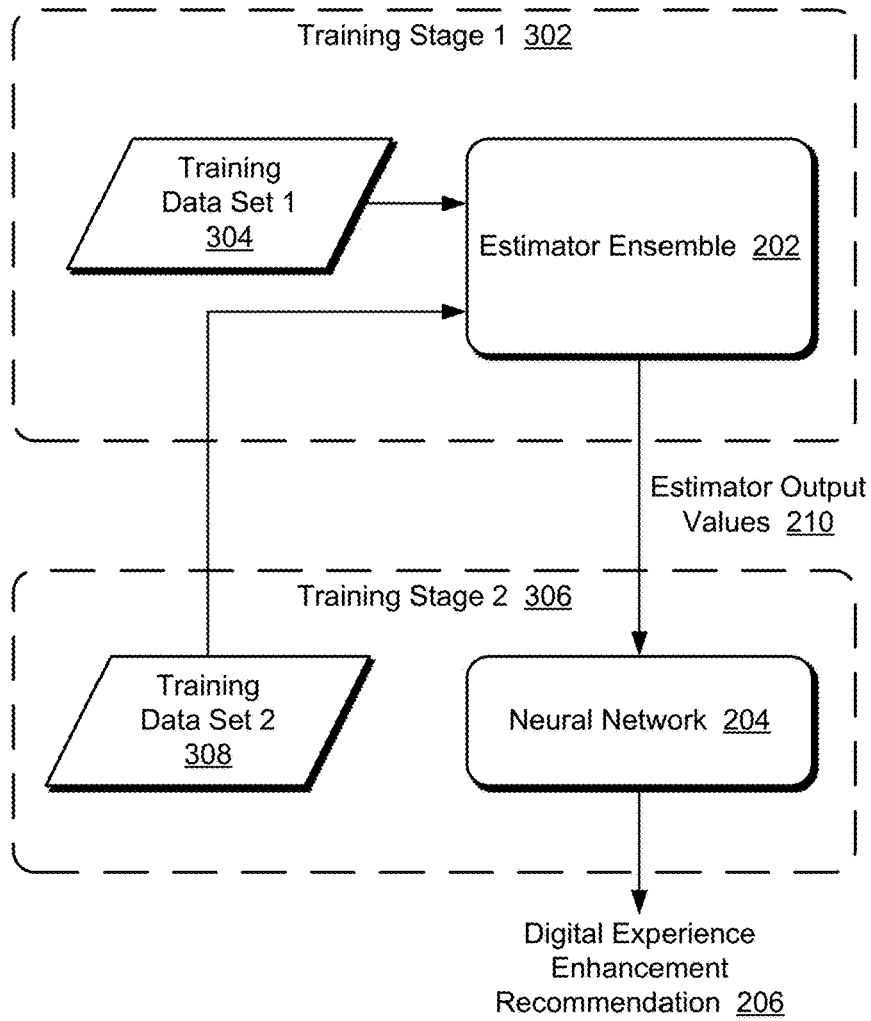 Training Stage 1 302
Training
Data Set 1
304
Estimator Ensemble 202
Estimator Output
Values 210
Training Stage 2 306
Training
Data Set 2
308
Neural Network 204
Digital Experience
Enhancement
Recommendation 206